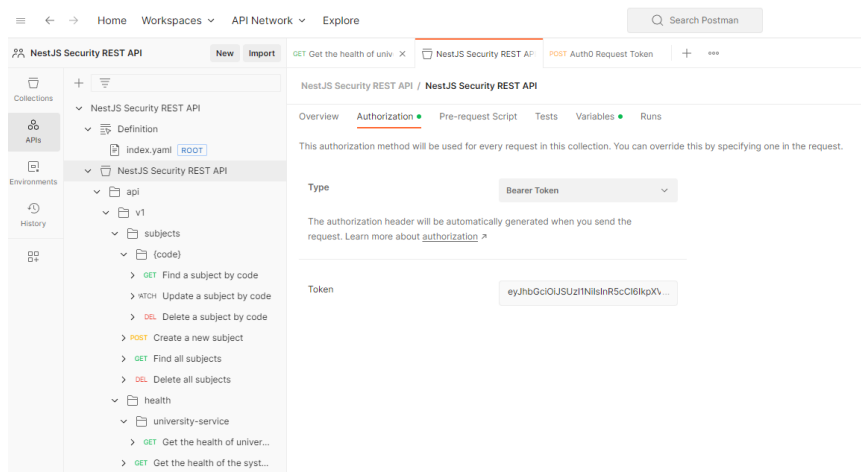 Home Workspaces API Network Explore
Search Postman
NestJS Security REST API New Import
GET Get the health of univ
NestJS Security REST AP
POST Auth0 Request Token
Collections
APIs
Environments
History
NestJS Security REST API
Definition
index.yaml ROOT
NestJS Security REST API
api
v1
subjects
{code}
GET Find a subject by code
ATCH Update a subject by code
DEL Delete a subject by code
POST Create a new subject
GET Find all subjects
DEL Delete all subjects
health
university-service
GET Get the health of univer...
GET Get the health of the syst...
NestJS Security REST API / NestJS Security REST API
Overview Authorization Pre-request Script Tests Variables Runs
This authorization method will be used for every request in this collection. You can override this by specifying one in the request.
Type Bearer Token
The authorization header will be automatically generated when you send the
request. Learn more about authorization
Token eyJhbGciOiJSUzI1NiIsInR5cCI6IkpXV...